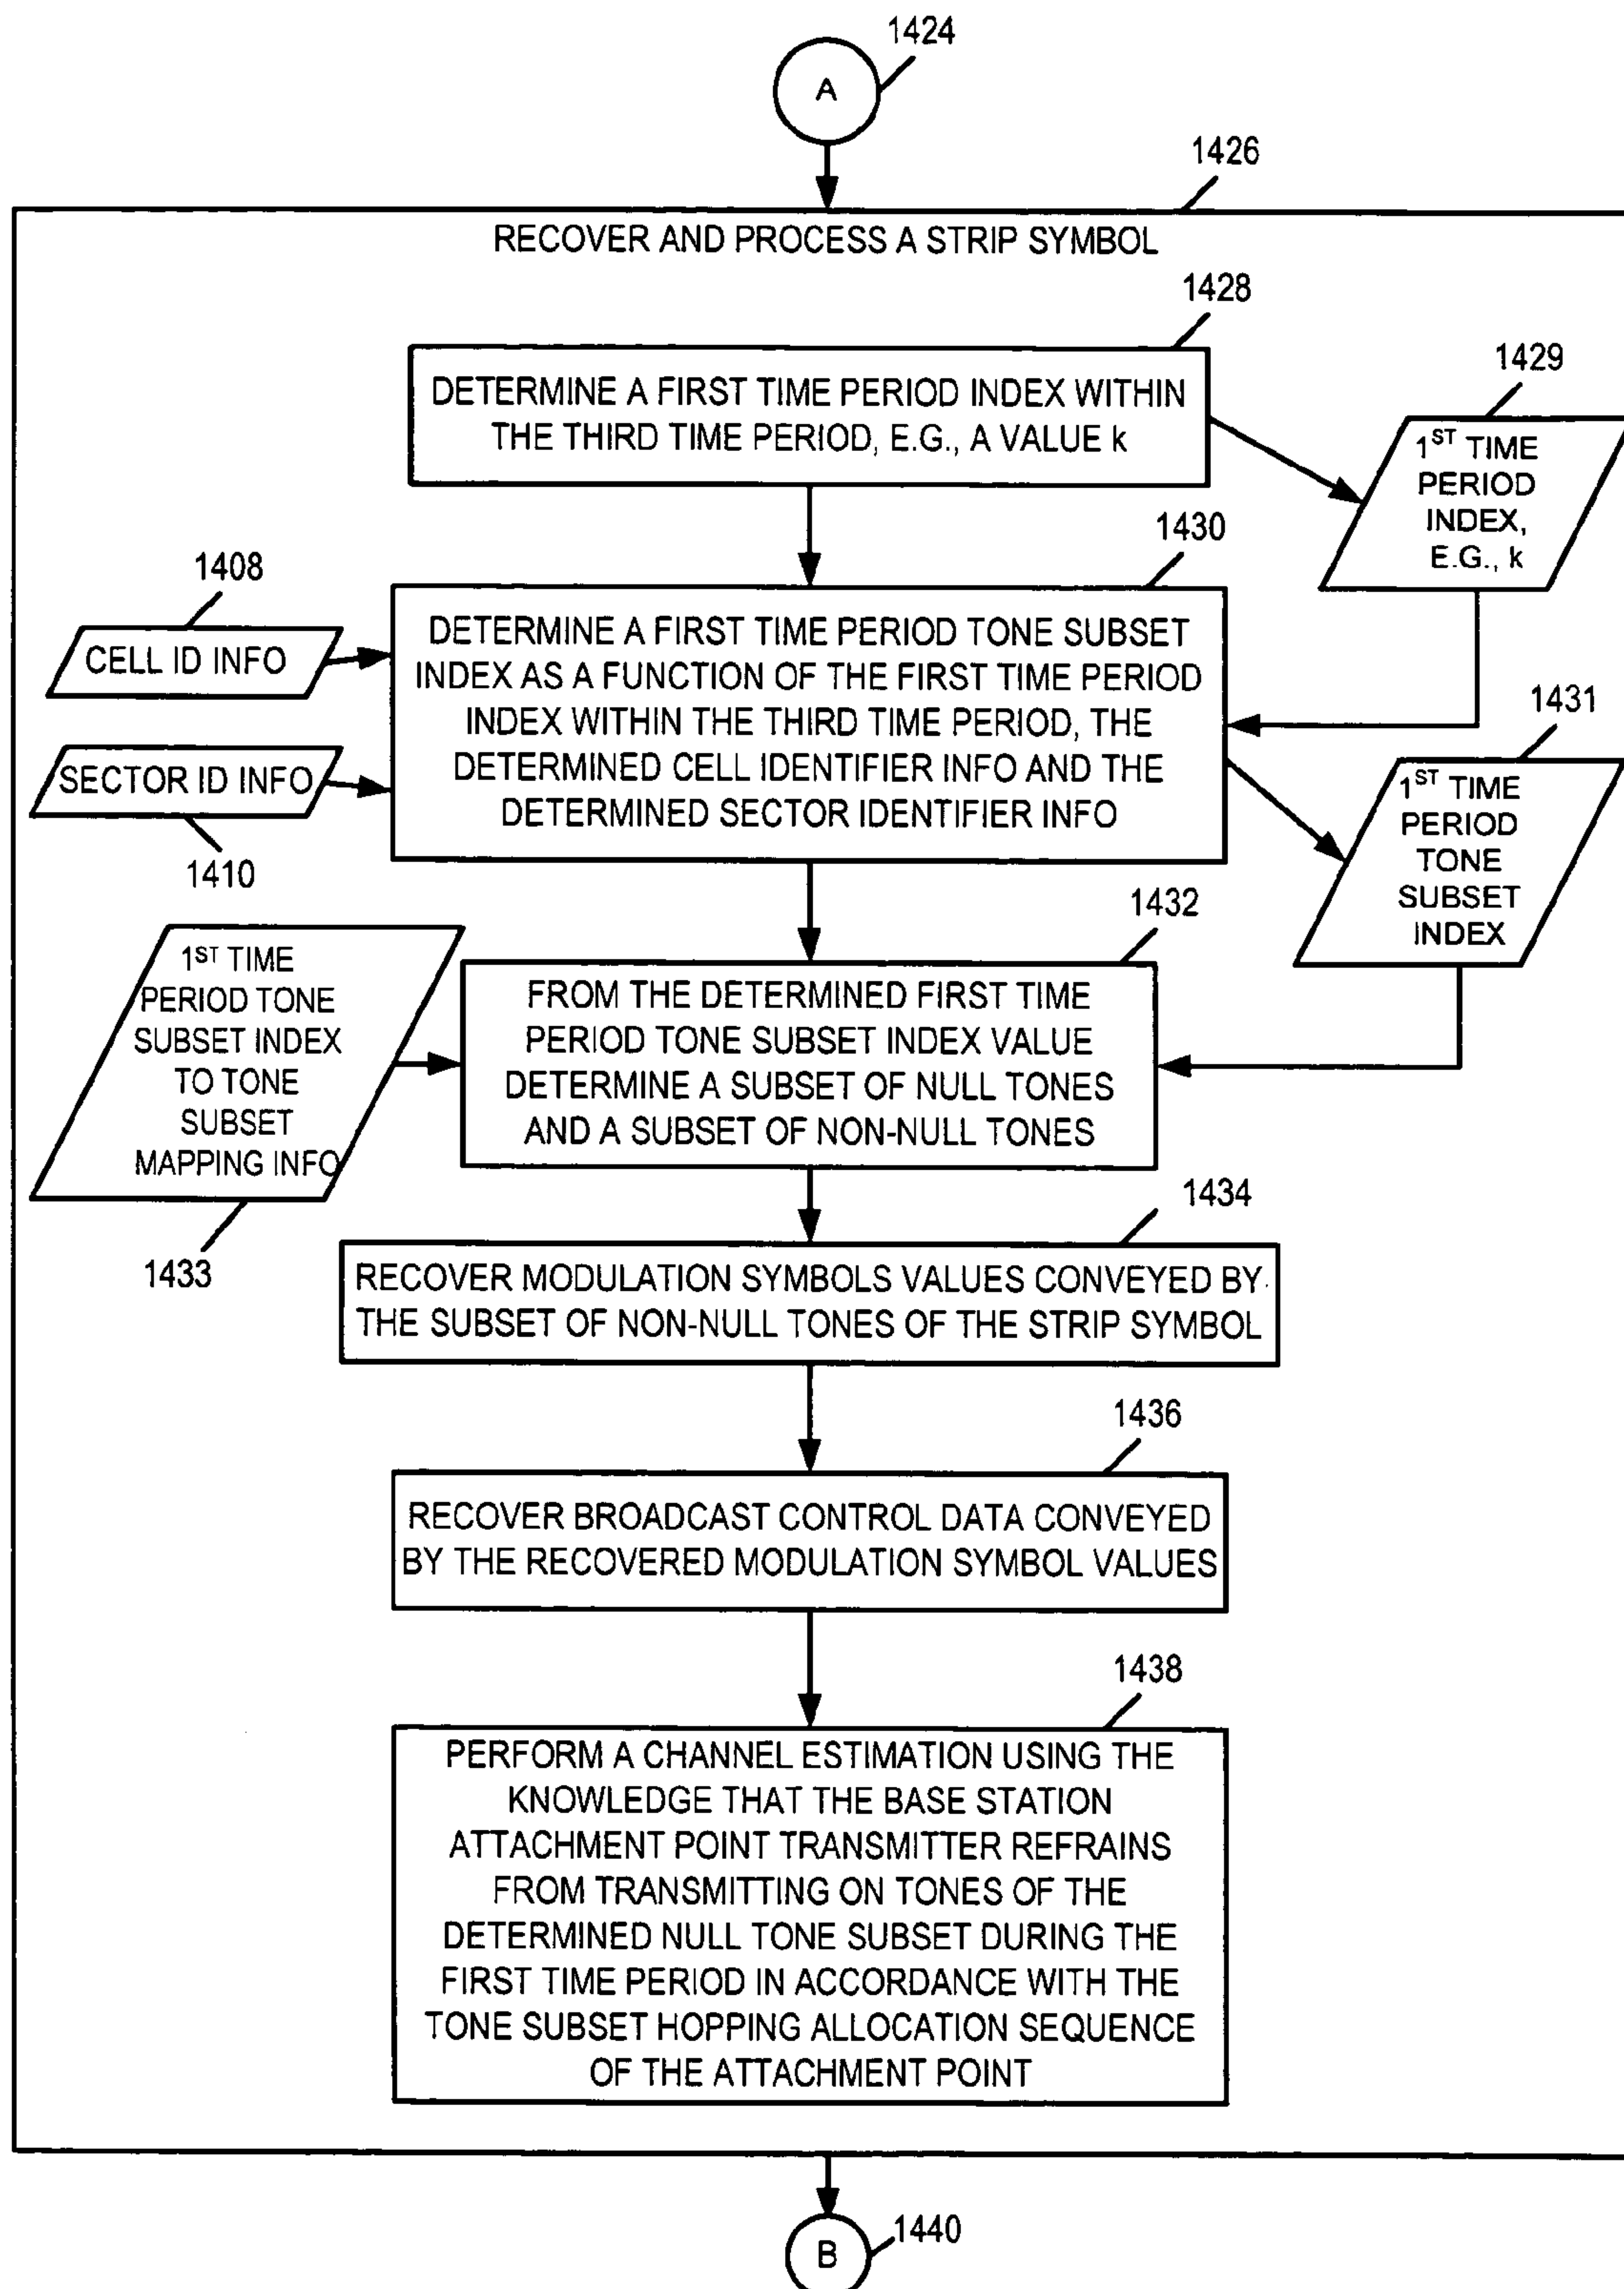 1424
A
1426
RECOVER AND PROCESS A STRIP SYMBOL
1428
DETERMINE A FIRST TIME PERIOD INDEX WITHIN
THE THIRD TIME PERIOD, E.G., A VALUE k
1429
1ST TIME
PERIOD
INDEX,
E.G., k
1430
1408
CELL ID INFO
DETERMINE A FIRST TIME PERIOD TONE SUBSET
INDEX AS A FUNCTION OF THE FIRST TIME PERIOD
INDEX WITHIN THE THIRD TIME PERIOD, THE
DETERMINED CELL IDENTIFIER INFO AND THE
DETERMINED SECTOR IDENTIFIER INFO
SECTOR ID INFO
1410
1431
1ST TIME
PERIOD
TONE
SUBSET
INDEX
1432
1ST TIME
PERIOD TONE
SUBSET INDEX
TO TONE
SUBSET
MAPPING INFO
1433
FROM THE DETERMINED FIRST TIME
PERIOD TONE SUBSET INDEX VALUE
DETERMINE A SUBSET OF NULL TONES
AND A SUBSET OF NON-NULL TONES
1434
RECOVER MODULATION SYMBOLS VALUES CONVEYED BY
THE SUBSET OF NON-NULL TONES OF THE STRIP SYMBOL
1436
RECOVER BROADCAST CONTROL DATA CONVEYED
BY THE RECOVERED MODULATION SYMBOL VALUES
1438
PERFORM A CHANNEL ESTIMATION USING THE
KNOWLEDGE THAT THE BASE STATION
ATTACHMENT POINT TRANSMITTER REFRAINS
FROM TRANSMITTING ON TONES OF THE
DETERMINED NULL TONE SUBSET DURING THE
FIRST TIME PERIOD IN ACCORDANCE WITH THE
TONE SUBSET HOPPING ALLOCATION SEQUENCE
OF THE ATTACHMENT POINT
B
1440